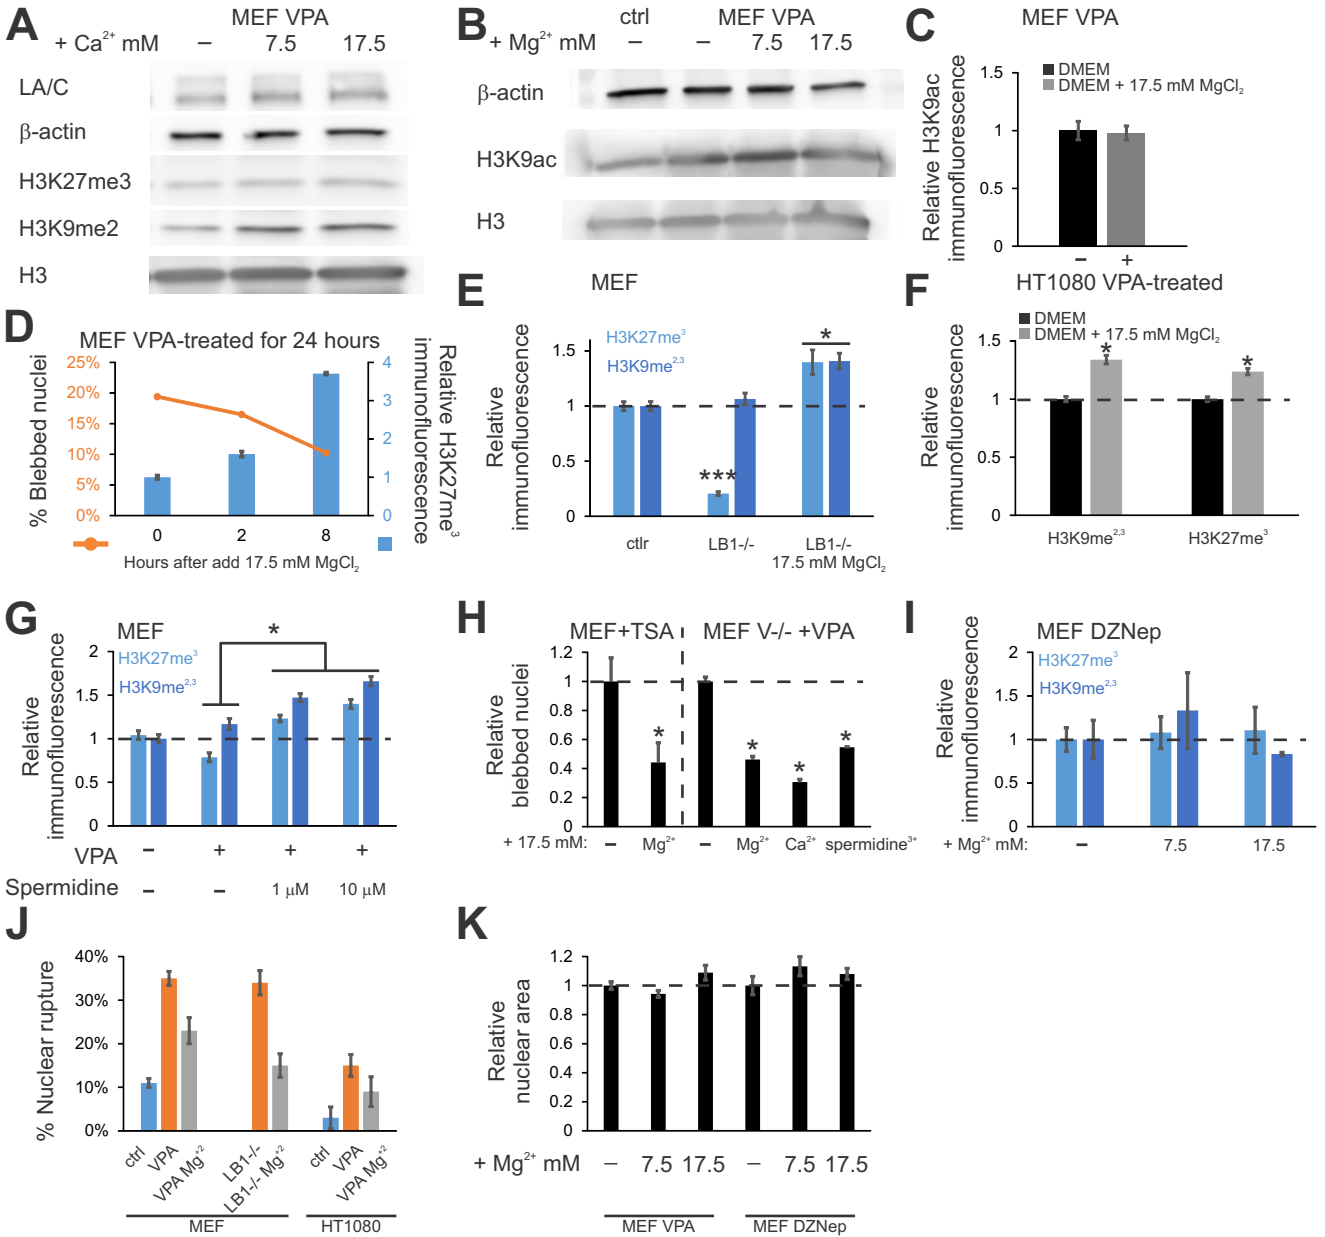 A
MEF VPA
+ Ca²⁺ mM – 7.5 17.5
LA/C
β-actin
H3K27me3
H3K9me2
H3
B
ctrl MEF VPA
+ Mg²⁺ mM – – 7.5 17.5
β-actin
H3K9ac
H3
C
MEF VPA
DMEM
DMEM + 17.5 mM MgCl₂
Relative H3K9ac
immunofluorescence
1.5
1
0.5
0
– +
D
MEF VPA-treated for 24 hours
% Blebbed nuclei
25%
20%
15%
10%
5%
0%
4
3
2
1
0
Relative H3K27me³
immunofluorescence
0 2 8
Hours after add 17.5 mM MgCl₂
E
MEF
H3K27me³
H3K9me²,³
Relative
immunofluorescence
1.5
1
0.5
0
***
*
ctlr LB1-/- LB1-/-
17.5 mM MgCl₂
F
HT1080 VPA-treated
DMEM
DMEM + 17.5 mM MgCl₂
Relative
immunofluorescence
1.5
1
0.5
0
* *
H3K9me²,³ H3K27me³
G
MEF
H3K27me³
H3K9me²,³
Relative
immunofluorescence
2
1.5
1
0.5
0
*
VPA – + + +
Spermidine – – 1 μM 10 μM
H
MEF+TSA MEF V-/- +VPA
Relative
blebbed nuclei
1.2
1
0.8
0.6
0.4
0.2
0
* * * *
+ 17.5 mM: – Mg²⁺ – Mg²⁺ Ca²⁺ spermidine³⁺
I
MEF DZNep
H3K27me³
H3K9me²,³
Relative
immunofluorescence
2
1.5
1
0.5
0
+ Mg²⁺ mM: – 7.5 17.5
J
% Nuclear rupture
40%
30%
20%
10%
0%
ctrl VPA VPA Mg⁺² LB1-/- LB1-/- Mg⁺² ctrl VPA VPA Mg⁺²
MEF HT1080
K
Relative
nuclear area
1.2
1
0.8
0.6
0.4
0.2
0
+ Mg²⁺ mM – 7.5 17.5 – 7.5 17.5
MEF VPA MEF DZNep